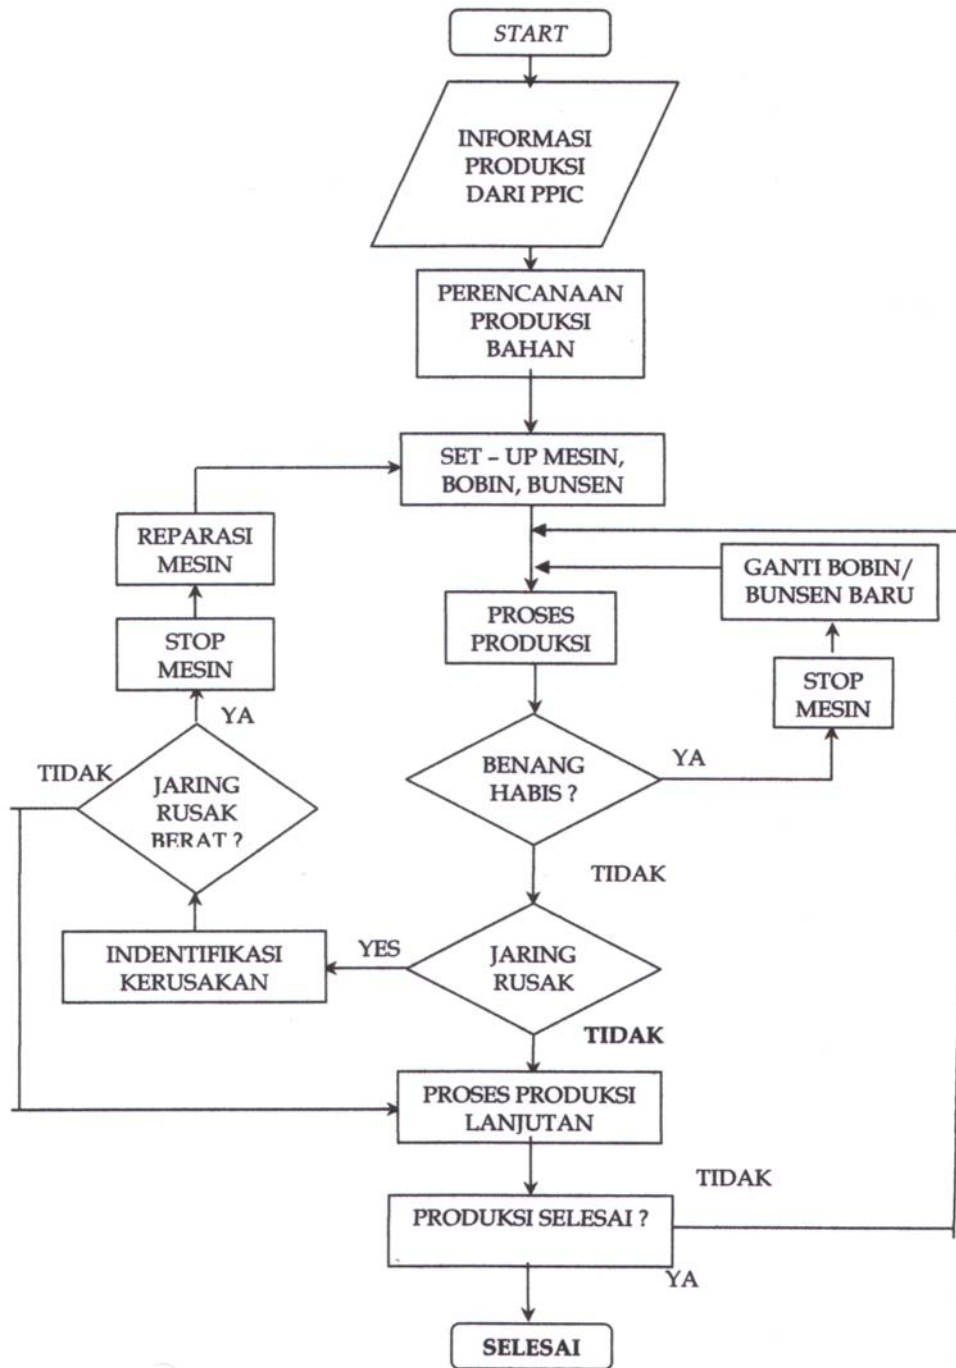 START
INFORMASI
PRODUKSI
DARI PPIC
PERENCANAAN
PRODUKSI
BAHAN
SET – UP MESIN,
BOBIN, BUNSEN
REPARASI
MESIN
GANTI BOBIN/
BUNSEN BARU
PROSES
PRODUKSI
STOP
MESIN
STOP
MESIN
YA
TIDAK
JARING
RUSAK
BERAT ?
BENANG
HABIS ?
YA
TIDAK
INDENTIFIKASI
KERUSAKAN
YES
JARING
RUSAK
TIDAK
PROSES PRODUKSI
LANJUTAN
TIDAK
PRODUKSI SELESAI ?
YA
SELESAI